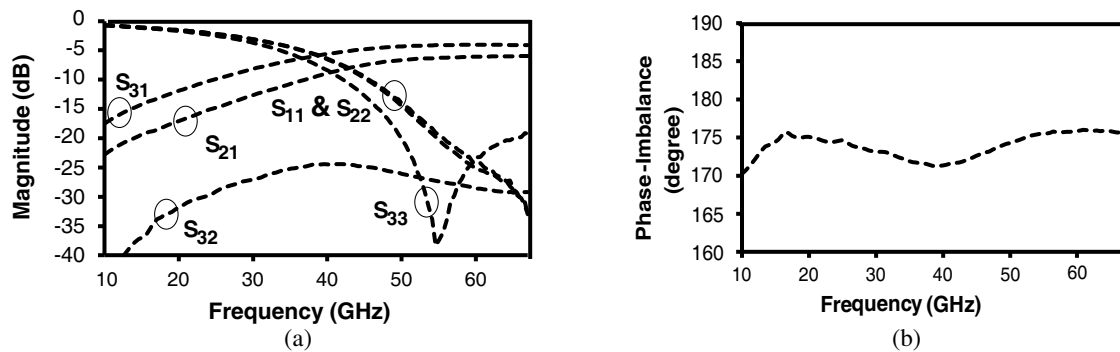 0
-5
-10
-15
-20
-25
-30
-35
-40
Magnitude (dB)
S31
S21
S11 & S22
S32
S33
10 20 30 40 50 60
Frequency (GHz)
(a)
190
185
180
175
170
165
160
Phase-Imbalance
(degree)
10 20 30 40 50 60
Frequency (GHz)
(b)